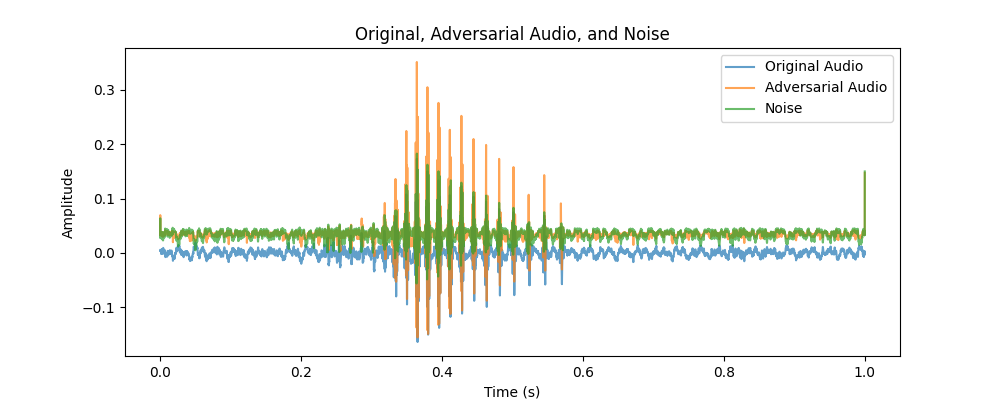 Original, Adversarial Audio, and Noise
Original Audio
Adversarial Audio
Noise
Amplitude
0.3
0.2
0.1
0.0
−0.1
0.0 0.2 0.4 0.6 0.8 1.0
Time (s)